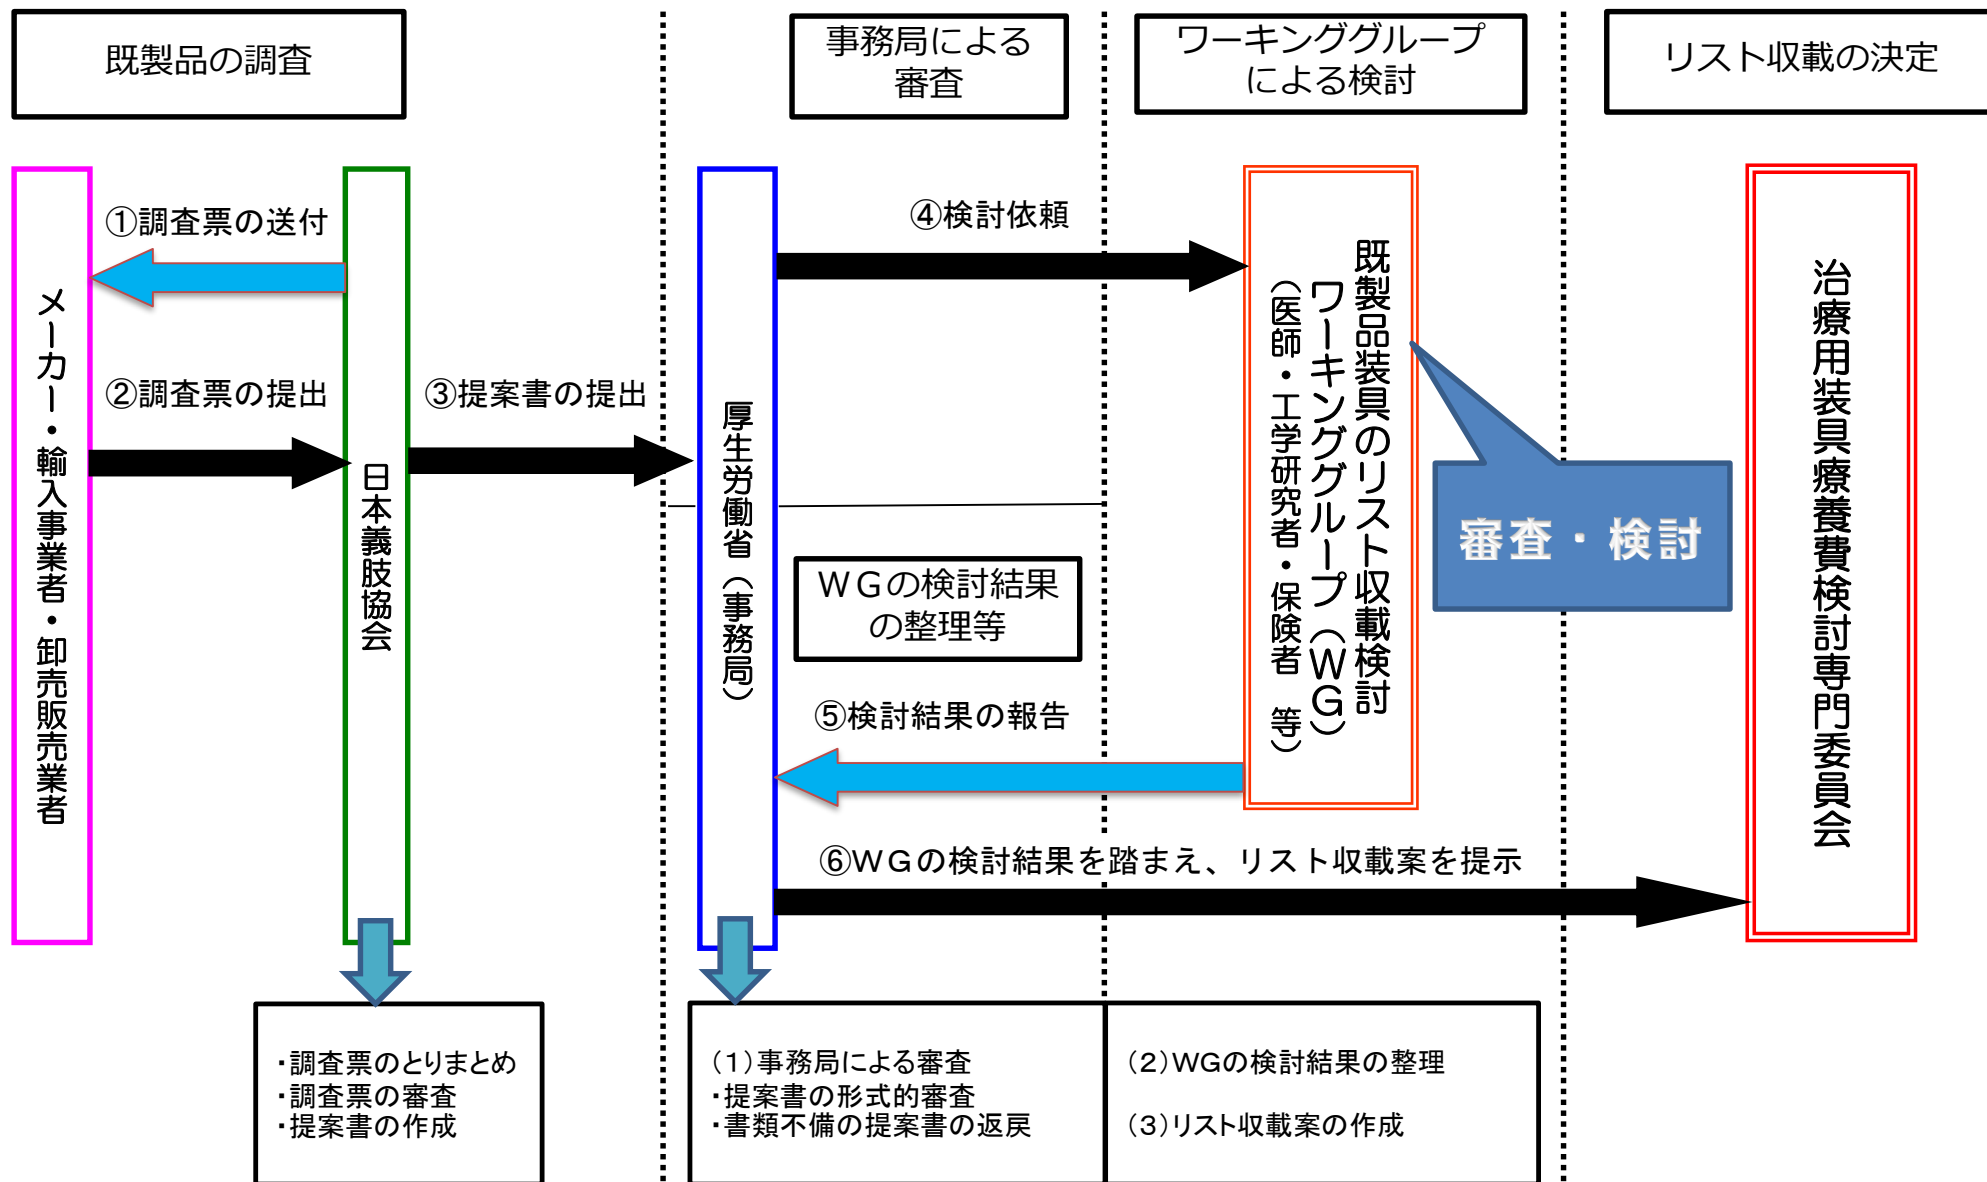 既製品の調査
事務局による
審査
ワーキンググループ
による検討
リスト収載の決定
①調査票の送付
②調査票の提出
③提案書の提出
④検討依頼
メーカー・輸入事業者・卸売販売業者
日本義肢協会
厚生労働省（事務局）
既製品装具のリスト収載検討
ワーキンググループ（WG）
（医師・工学研究者・保険者　等）
審査・検討
治療用装具療養費検討専門委員会
ＷＧの検討結果
の整理等
⑤検討結果の報告
⑥ＷＧの検討結果を踏まえ、リスト収載案を提示
・調査票のとりまとめ
・調査票の審査
・提案書の作成
（1）事務局による審査
・提案書の形式的審査
・書類不備の提案書の返戻
（2）WGの検討結果の整理
（3）リスト収載案の作成